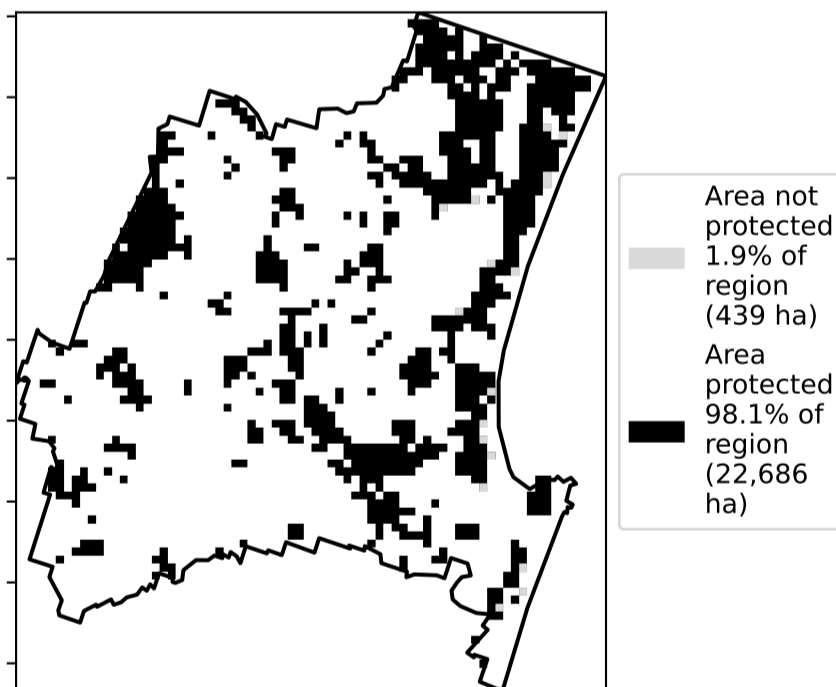 Area not
protected
1.9% of
region
(439 ha)
Area
protected
98.1% of
region
(22,686
ha)